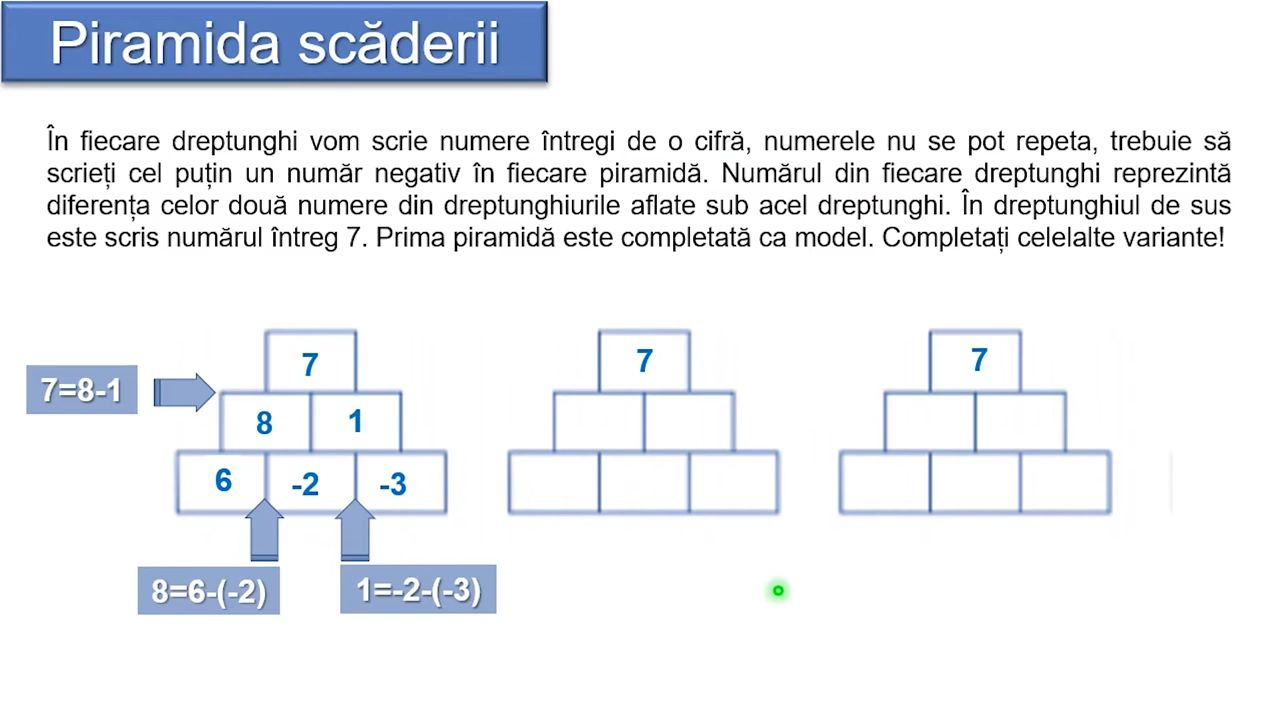 Piramida scăderii
În fiecare dreptunghi vom scrie numere întregi de o cifră, numerele nu se pot repeta, trebuie să
scrieți cel puțin un număr negativ în fiecare piramidă. Numărul din fiecare dreptunghi reprezintă
diferența celor două numere din dreptunghiurile aflate sub acel dreptunghi. În dreptunghiul de sus
este scris numărul întreg 7. Prima piramidă este completată ca model. Completați celelalte variante!
7 7 7
7=8-1
8 1
6 -2 -3
8=6-(-2) 1=-2-(-3)